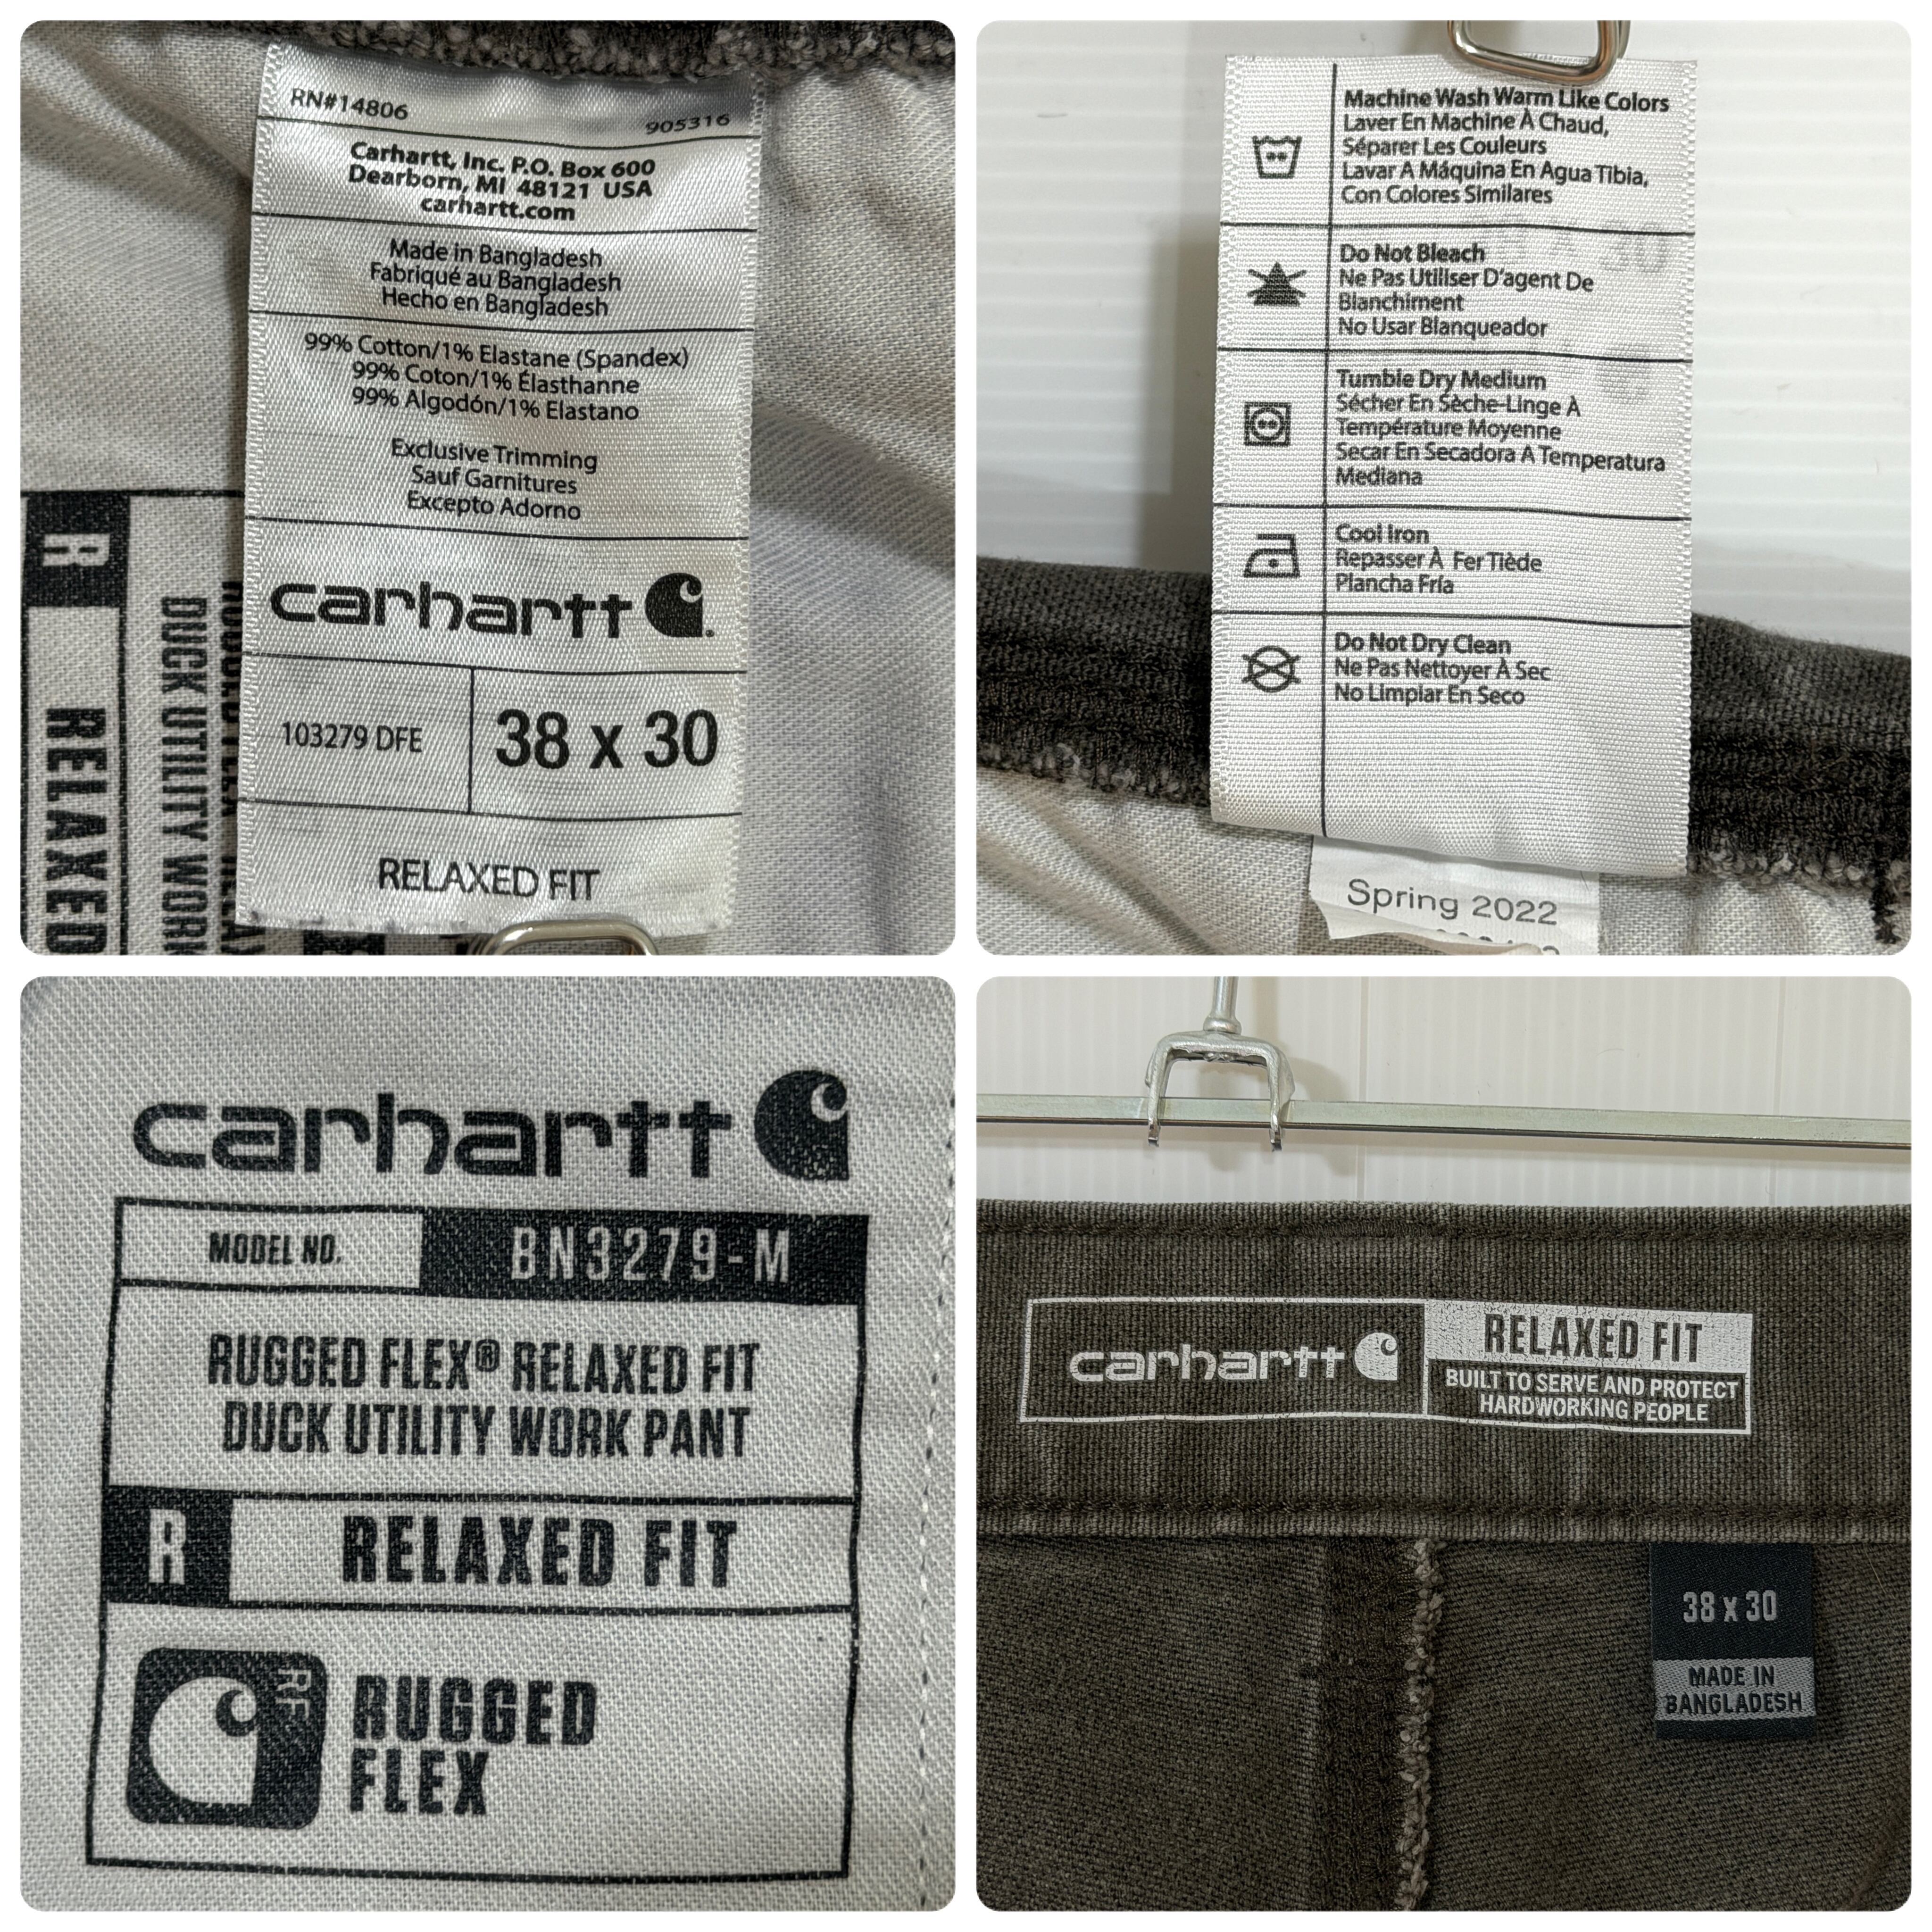 RN#14806
905316
Carhartt, Inc. P.O. Box 600
Dearborn, MI 48121 USA
carhartt.com
Made in Bangladesh
Fabriqué au Bangladesh
Hecho en Bangladesh
99% Cotton/1% Elastane (Spandex)
99% Coton/1% Élasthanne
99% Algodón/1% Elastano
Exclusive Trimming
Sauf Garnitures
Excepto Adorno
carhartt
103279 DFE
38 x 30
RELAXED FIT
R
RELAXED
DUCK UTILITY WORK
Machine Wash Warm Like Colors
Laver En Machine À Chaud,
Séparer Les Couleurs
Lavar A Máquina En Agua Tibia,
Con Colores Similares
Do Not Bleach
Ne Pas Utiliser D'agent De
Blanchiment
No Usar Blanqueador
Tumble Dry Medium
Sécher En Sèche-Linge À
Température Moyenne
Secar En Secadora A Temperatura
Mediana
Cool Iron
Repasser À Fer Tiède
Plancha Fría
Do Not Dry Clean
Ne Pas Nettoyer À Sec
No Limpiar En Seco
Spring 2022
carhartt
MODEL NO.
BN3279-M
RUGGED FLEX® RELAXED FIT
DUCK UTILITY WORK PANT
R RELAXED FIT
RF
RUGGED
FLEX
carhartt
RELAXED FIT
BUILT TO SERVE AND PROTECT
HARDWORKING PEOPLE
38 x 30
MADE IN
BANGLADESH